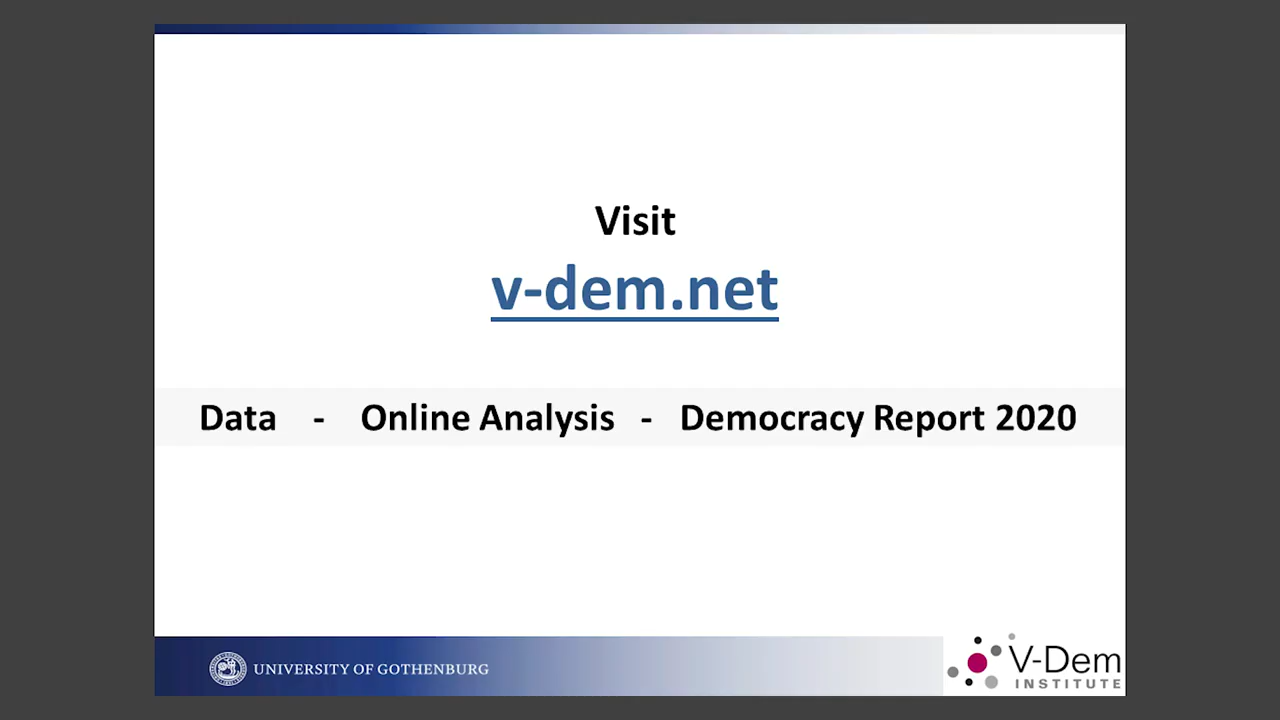 Visit
v-dem.net
Data - Online Analysis - Democracy Report 2020
UNIVERSITY OF GOTHENBURG
V-Dem
INSTITUTE